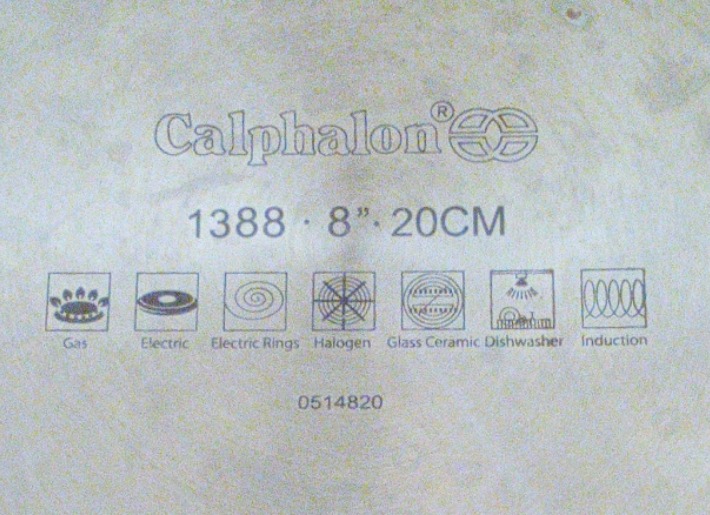 Calphalon®
1388 · 8”· 20CM
Gas Electric Electric Rings Halogen Glass Ceramic Dishwasher Induction
0514820